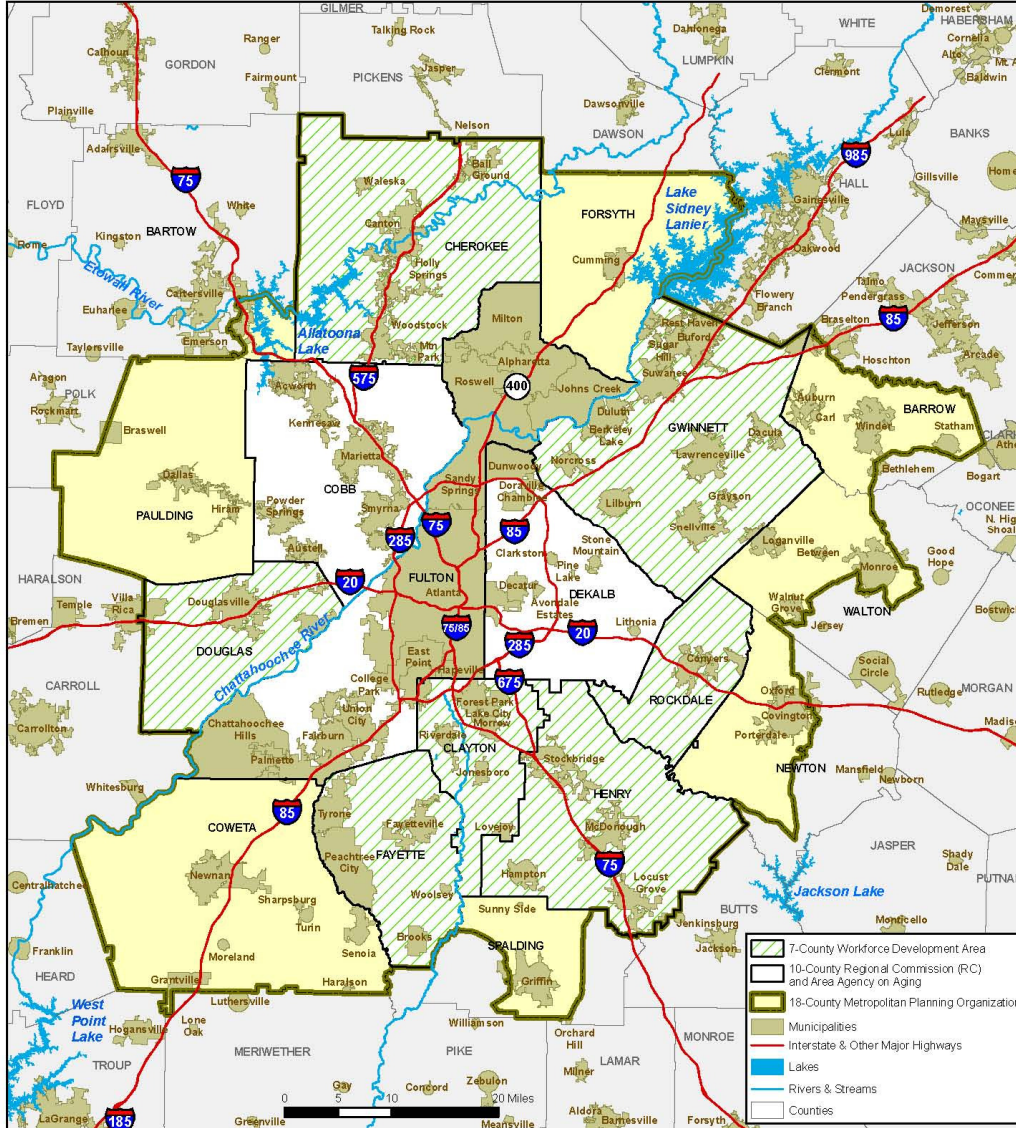 GILMER
Ranger
Talking Rock
Dahlonega
WHITE
Demorest
HABERSHAM
Cornelia
Alto
Mt A
Baldwin
Calhoun
GORDON
Fairmount
PICKENS
Jasper
LUMPKIN
Clermont
Plainville
Dawsonville
DAWSON
Nelson
Lula
BANKS
Adairsville
Ball
Ground
985
HALL
Gillsville
Home
75
Waleska
FORSYTH
Lake
Sidney
Lanier
Gainesville
FLOYD
White
Canton
Maysville
BARTOW
Kingston
CHEROKEE
Oakwood
Rome
Etowah River
Holly
Springs
Cumming
JACKSON
Talmo
Commer
Cartersville
Flowery
Branch
Pendergrass
Euharlee
Allatoona
Lake
Woodstock
Milton
Rest Haven
Buford
Braselton
85
Jefferson
Emerson
Mtn
Park
Sugar
Hill
Taylorsville
Alpharetta
Suwanee
Hoschton
Arcade
Aragon
575
Roswell
400
Johns Creek
POLK
Rockmart
Acworth
Duluth
Auburn
Carl
BARROW
Braswell
Kennesaw
Berkeley
Lake
GWINNETT
Dacula
Winder
Statham
CLARK
Athe
Marietta
Dunwoody
Norcross
Lawrenceville
Bethlehem
Bogart
Dallas
COBB
Sandy
Springs
Doraville
Chamblee
Grayson
PAULDING
Hiram
Powder
Springs
Smyrna
Lilburn
OCONEE
N. Hig
Shoal
75
85
Snellville
Austell
285
Clarkston
Stone
Mountain
Loganville
Between
Good
Hope
HARALSON
20
FULTON
Atlanta
Decatur
Pine
Lake
Monroe
Temple
Villa
Rica
Douglasville
Avondale
Estates
DEKALB
Walnut
Grove
WALTON
Bremen
75/85
285
20
Lithonia
Jersey
Bostwick
DOUGLAS
Chattahoochee River
East
Point
Hapeville
Conyers
Social
Circle
CARROLL
College
Park
675
ROCKDALE
Oxford
Rutledge
MORGAN
Carrollton
Chattahoochee
Hills
Union
City
Forest Park
Lake City
Morrow
Covington
Madis
Fairburn
Riverdale
CLAYTON
Porterdale
Palmetto
Jonesboro
Stockbridge
NEWTON
Mansfield
Newborn
Whitesburg
85
HENRY
COWETA
Tyrone
Fayetteville
Lovejoy
McDonough
FAYETTE
75
JASPER
Shady
Dale
Centralhatchee
Newnan
Peachtree
City
Hampton
Locust
Grove
PUTNA
Sharpsburg
Woolsey
Jackson Lake
Turin
Sunny Side
BUTTS
Monticello
Franklin
Moreland
Senoia
Brooks
SPALDING
Jenkinsburg
Jackson
HEARD
Grantville
Haralson
Griffin
Luthersville
West
Point
Lake
Lone
Oak
Hogansville
Williamson
Orchard
Hill
MONROE
TROUP
MERIWETHER
PIKE
LAMAR
Milner
Gay
Concord
Zebulon
LaGrange
185
Greenville
Meansville
Aldora
Barnesville
Forsyth
0 5 10 20 Miles
7-County Workforce Development Area
10-County Regional Commission (RC)
and Area Agency on Aging
18-County Metropolitan Planning Organization
Municipalities
Interstate & Other Major Highways
Lakes
Rivers & Streams
Counties